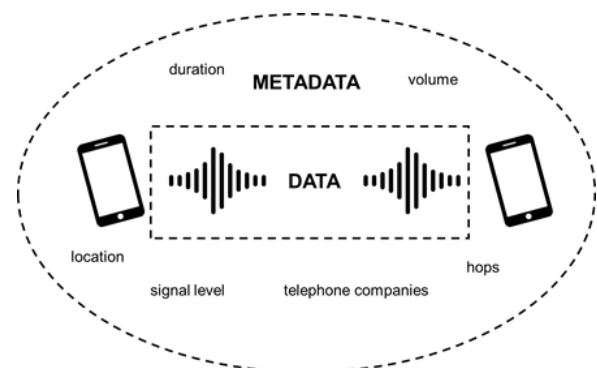 duration
METADATA
volume
DATA
location
hops
signal level
telephone companies